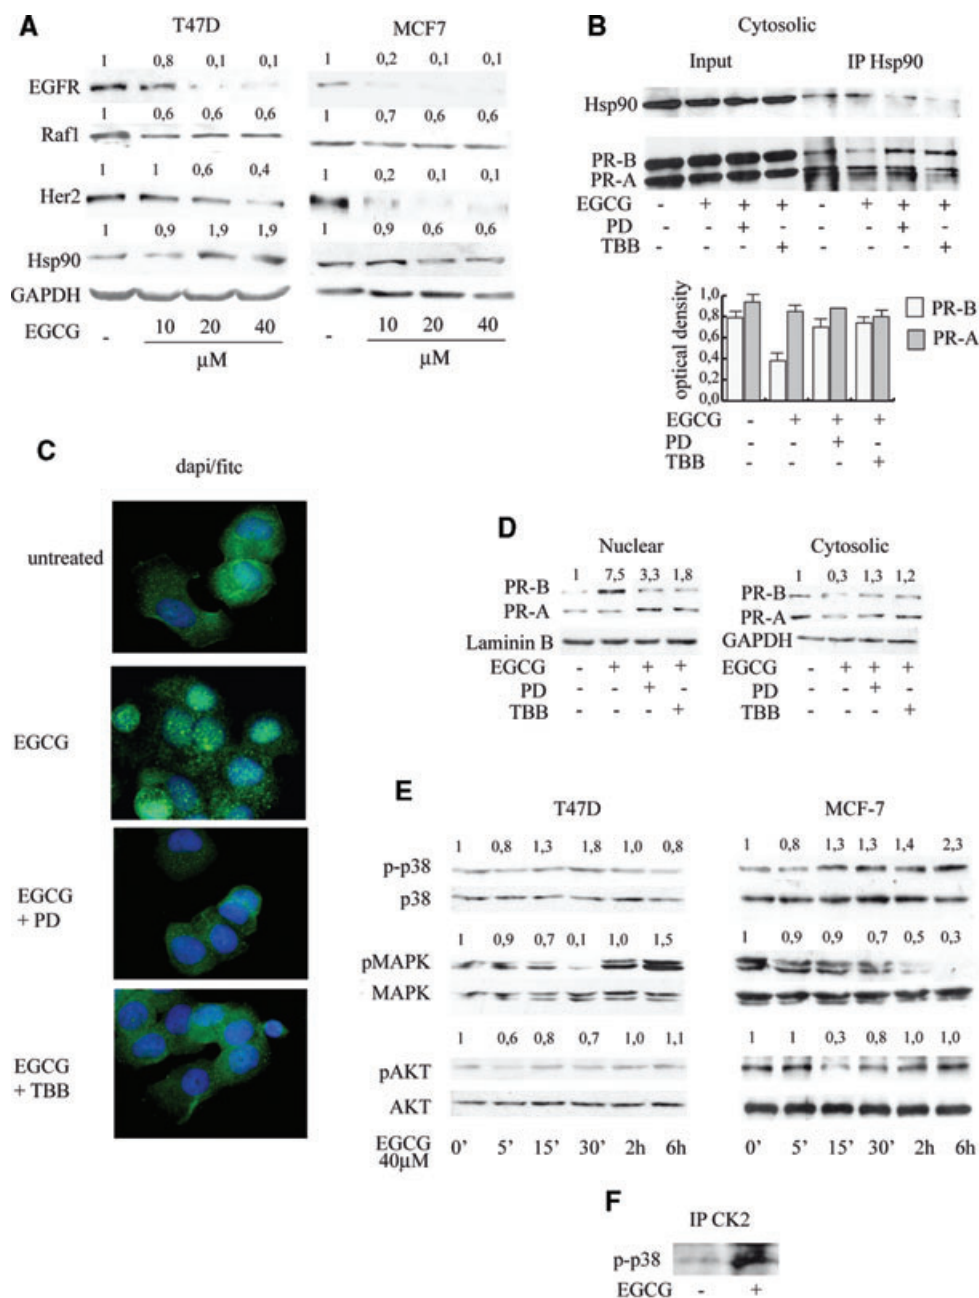 A
T47D
MCF7
1 0,8 0,1 0,1 1 0,2 0,1 0,1
EGFR
1 0,6 0,6 0,6 1 0,7 0,6 0,6
Raf1
1 1 0,6 0,4 1 0,2 0,1 0,1
Her2
1 0,9 1,9 1,9 1 0,9 0,6 0,6
Hsp90
GAPDH
EGCG - 10 20 40 - 10 20 40
μM μM
B
Cytosolic
Input IP Hsp90
Hsp90
PR-B
PR-A
EGCG - + + + - + + +
PD - - + - - - + -
TBB - - - + - - - +
optical density
1,0
0,8
0,6
0,4
0,2
0,0
PR-B
PR-A
EGCG - + + +
PD - - + -
TBB - - - +
C
dapi/fitc
untreated
EGCG
EGCG
+ PD
EGCG
+ TBB
D
Nuclear Cytosolic
1 7,5 3,3 1,8 1 0,3 1,3 1,2
PR-B PR-B
PR-A PR-A
Laminin B GAPDH
EGCG - + + + EGCG - + + +
PD - - + - PD - - + -
TBB - - - + TBB - - - +
E
T47D MCF-7
1 0,8 1,3 1,8 1,0 0,8 1 0,8 1,3 1,3 1,4 2,3
p-p38
p38
1 0,9 0,7 0,1 1,0 1,5 1 0,9 0,9 0,7 0,5 0,3
pMAPK
MAPK
1 0,6 0,8 0,7 1,0 1,1 1 1 0,3 0,8 1,0 1,0
pAKT
AKT
EGCG 0' 5' 15' 30' 2h 6h 0' 5' 15' 30' 2h 6h
40μM
F
IP CK2
p-p38
EGCG - +